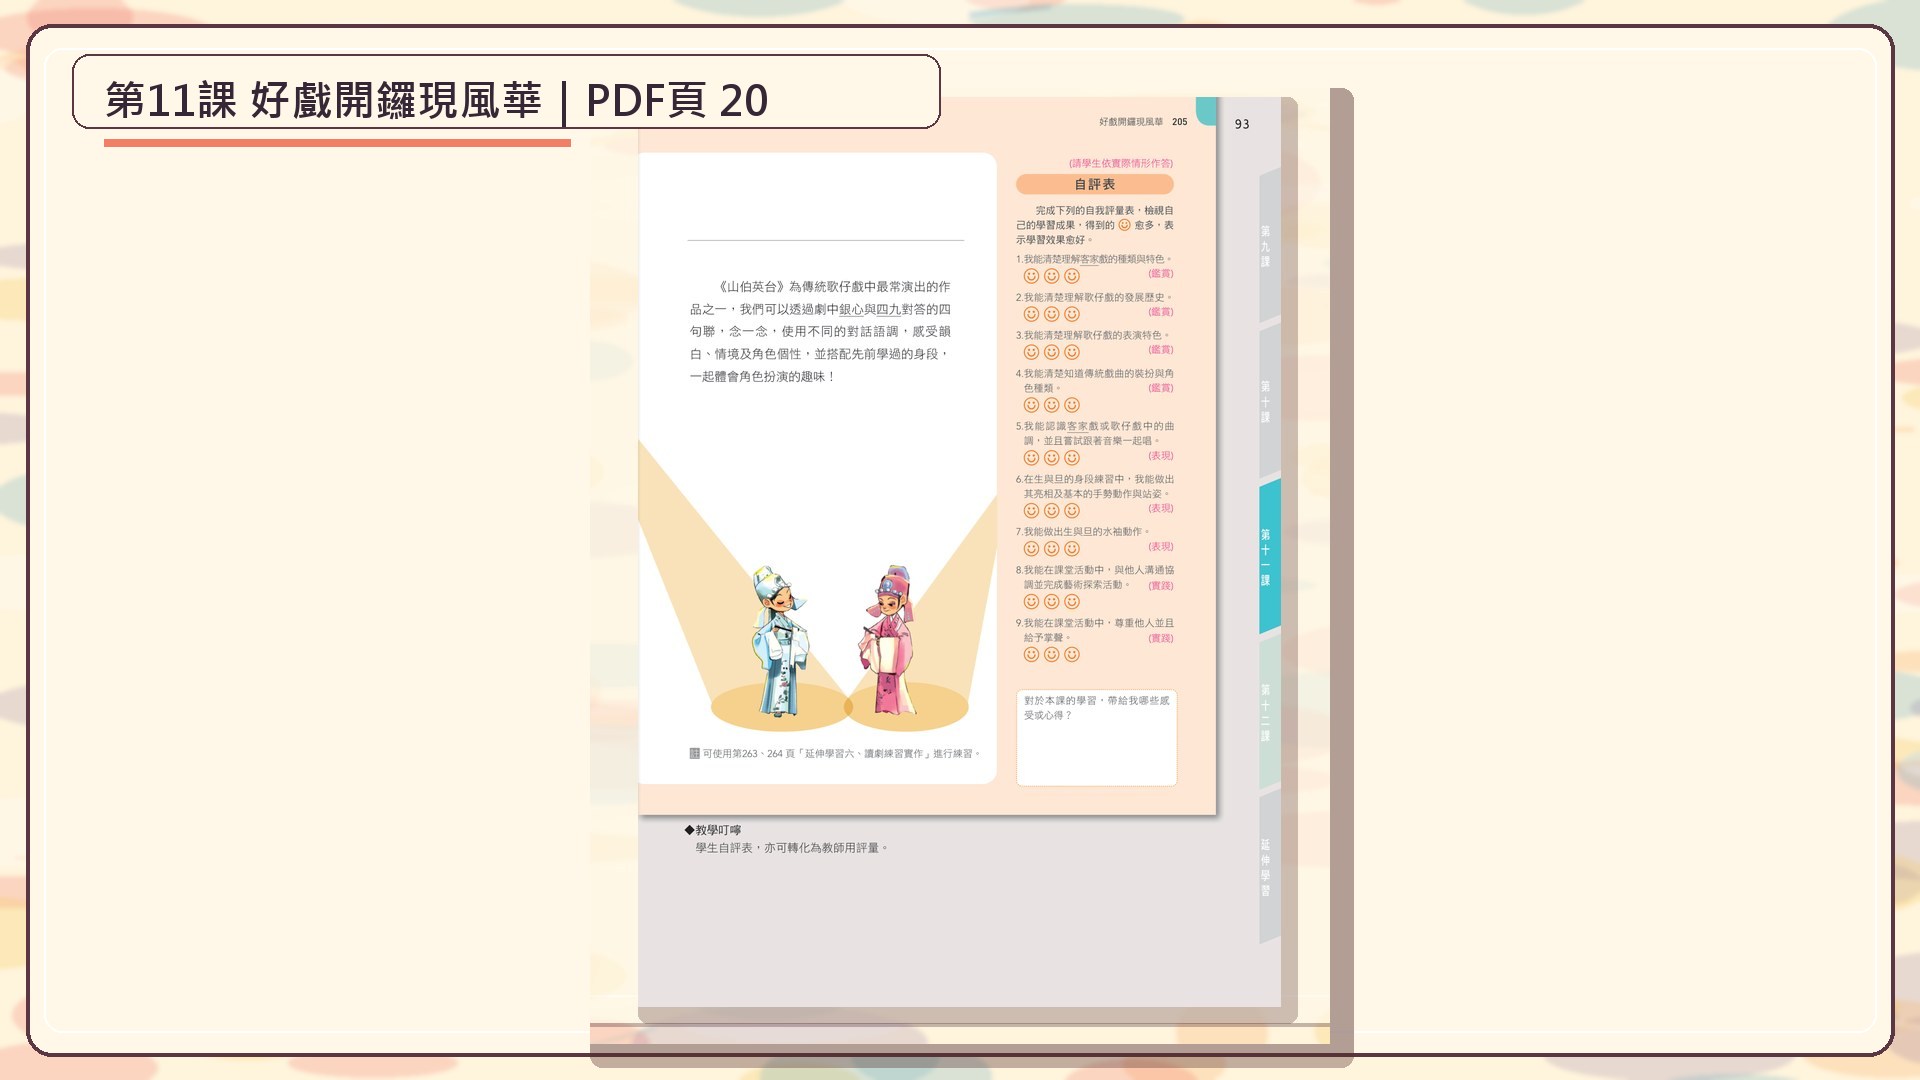 第11課 好戲開鑼現風華 | PDF頁 20
好戲開鑼現風華 205
93
《山伯英台》為傳統歌仔戲中最常演出的作
品之一，我們可以透過劇中銀心與四九對答的四
句聯，念一念，使用不同的對話語調，感受韻
白、情境及角色個性，並搭配先前學過的身段，
一起體會角色扮演的趣味！
可使用第263、264 頁「延伸學習六、讀劇練習實作」進行練習。
(請學生依實際情形作答)
自評表
完成下列的自我評量表，檢視自
己的學習成果，得到的 愈多，表
示學習效果愈好。
1.我能清楚理解客家戲的種類與特色。
(鑑賞)
2.我能清楚理解歌仔戲的發展歷史。
(鑑賞)
3.我能清楚理解歌仔戲的表演特色。
(鑑賞)
4.我能清楚知道傳統戲曲的裝扮與角
色種類。 (鑑賞)
5.我能認識客家戲或歌仔戲中的曲
調，並且嘗試跟著音樂一起唱。
(表現)
6.在生與旦的身段練習中，我能做出
其亮相及基本的手勢動作與站姿。
(表現)
7.我能做出生與旦的水袖動作。
(表現)
8.我能在課堂活動中，與他人溝通協
調並完成藝術探索活動。 (實踐)
9.我能在課堂活動中，尊重他人並且
給予掌聲。 (實踐)
對於本課的學習，帶給我哪些感
受或心得？
◆教學叮嚀
學生自評表，亦可轉化為教師用評量。
第九課
第十課
第十一課
第十二課
延伸學習